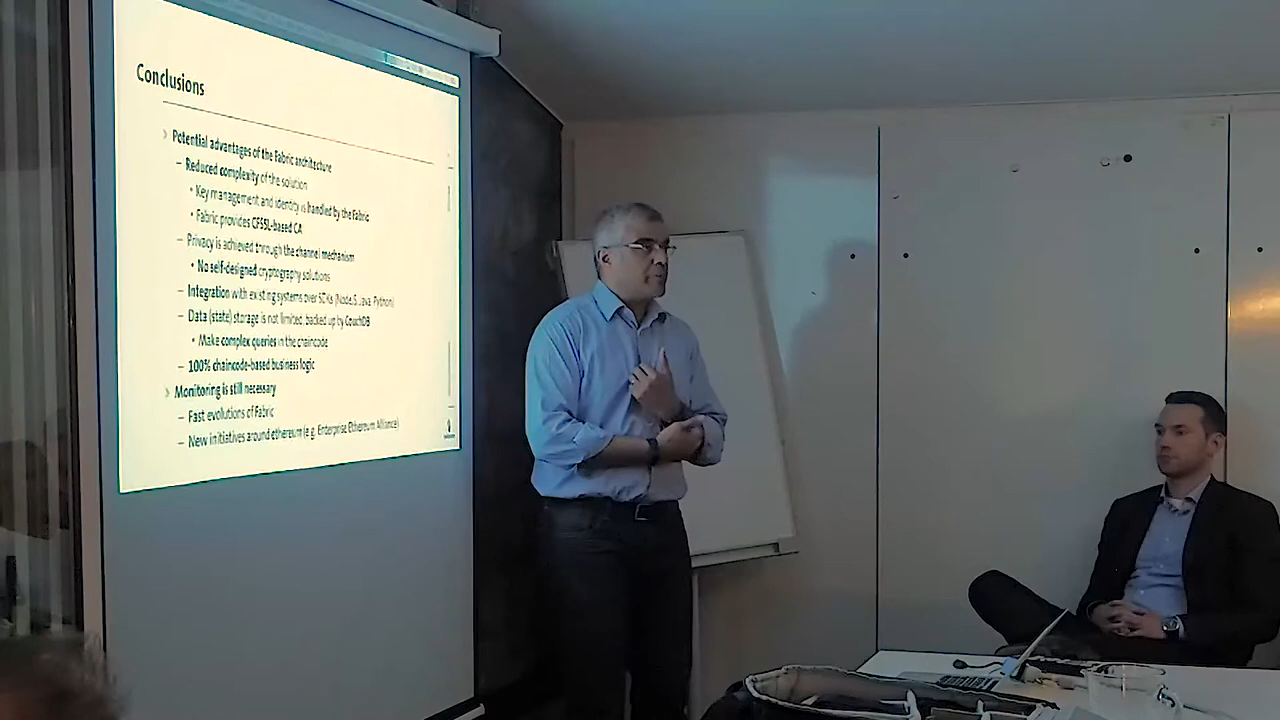 Conclusions
Potential advantages of the Fabric architecture
– Reduced complexity of the solution
• Key management and identity is handled by the Fabric
• Fabric provides CFSSL-based CA
– Privacy is achieved through the channel mechanism
• No self-designed cryptography solutions
– Integration with existing systems over SDKs (NodeJS, Java, Python)
– Data (state) storage is not limited, backed up by CouchDB
• Make complex queries in the chaincode
– 100% chaincode-based business logic
Monitoring is still necessary
– Fast evolutions of Fabric
– New initiatives around ethereum (e.g. Enterprise Ethereum Alliance)